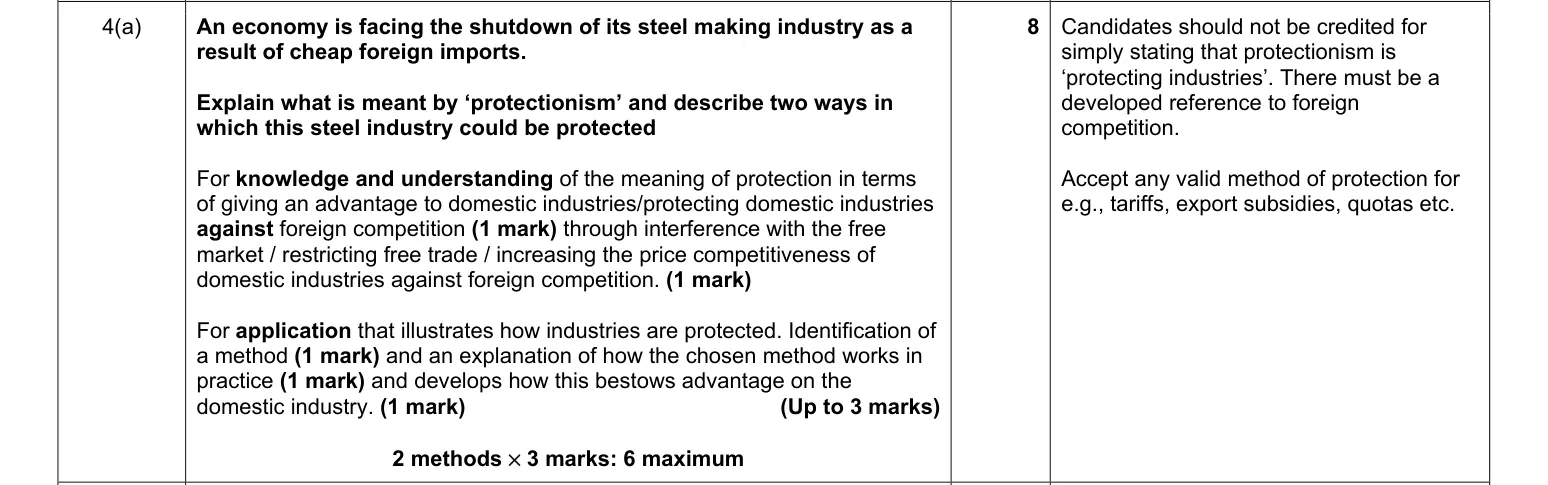 4(a)
An economy is facing the shutdown of its steel making industry as a
result of cheap foreign imports.
Explain what is meant by ‘protectionism’ and describe two ways in
which this steel industry could be protected
For knowledge and understanding of the meaning of protection in terms
of giving an advantage to domestic industries/protecting domestic industries
against foreign competition (1 mark) through interference with the free
market / restricting free trade / increasing the price competitiveness of
domestic industries against foreign competition. (1 mark)
For application that illustrates how industries are protected. Identification of
a method (1 mark) and an explanation of how the chosen method works in
practice (1 mark) and develops how this bestows advantage on the
domestic industry. (1 mark) (Up to 3 marks)
2 methods × 3 marks: 6 maximum
8
Candidates should not be credited for
simply stating that protectionism is
‘protecting industries’. There must be a
developed reference to foreign
competition.
Accept any valid method of protection for
e.g., tariffs, export subsidies, quotas etc.